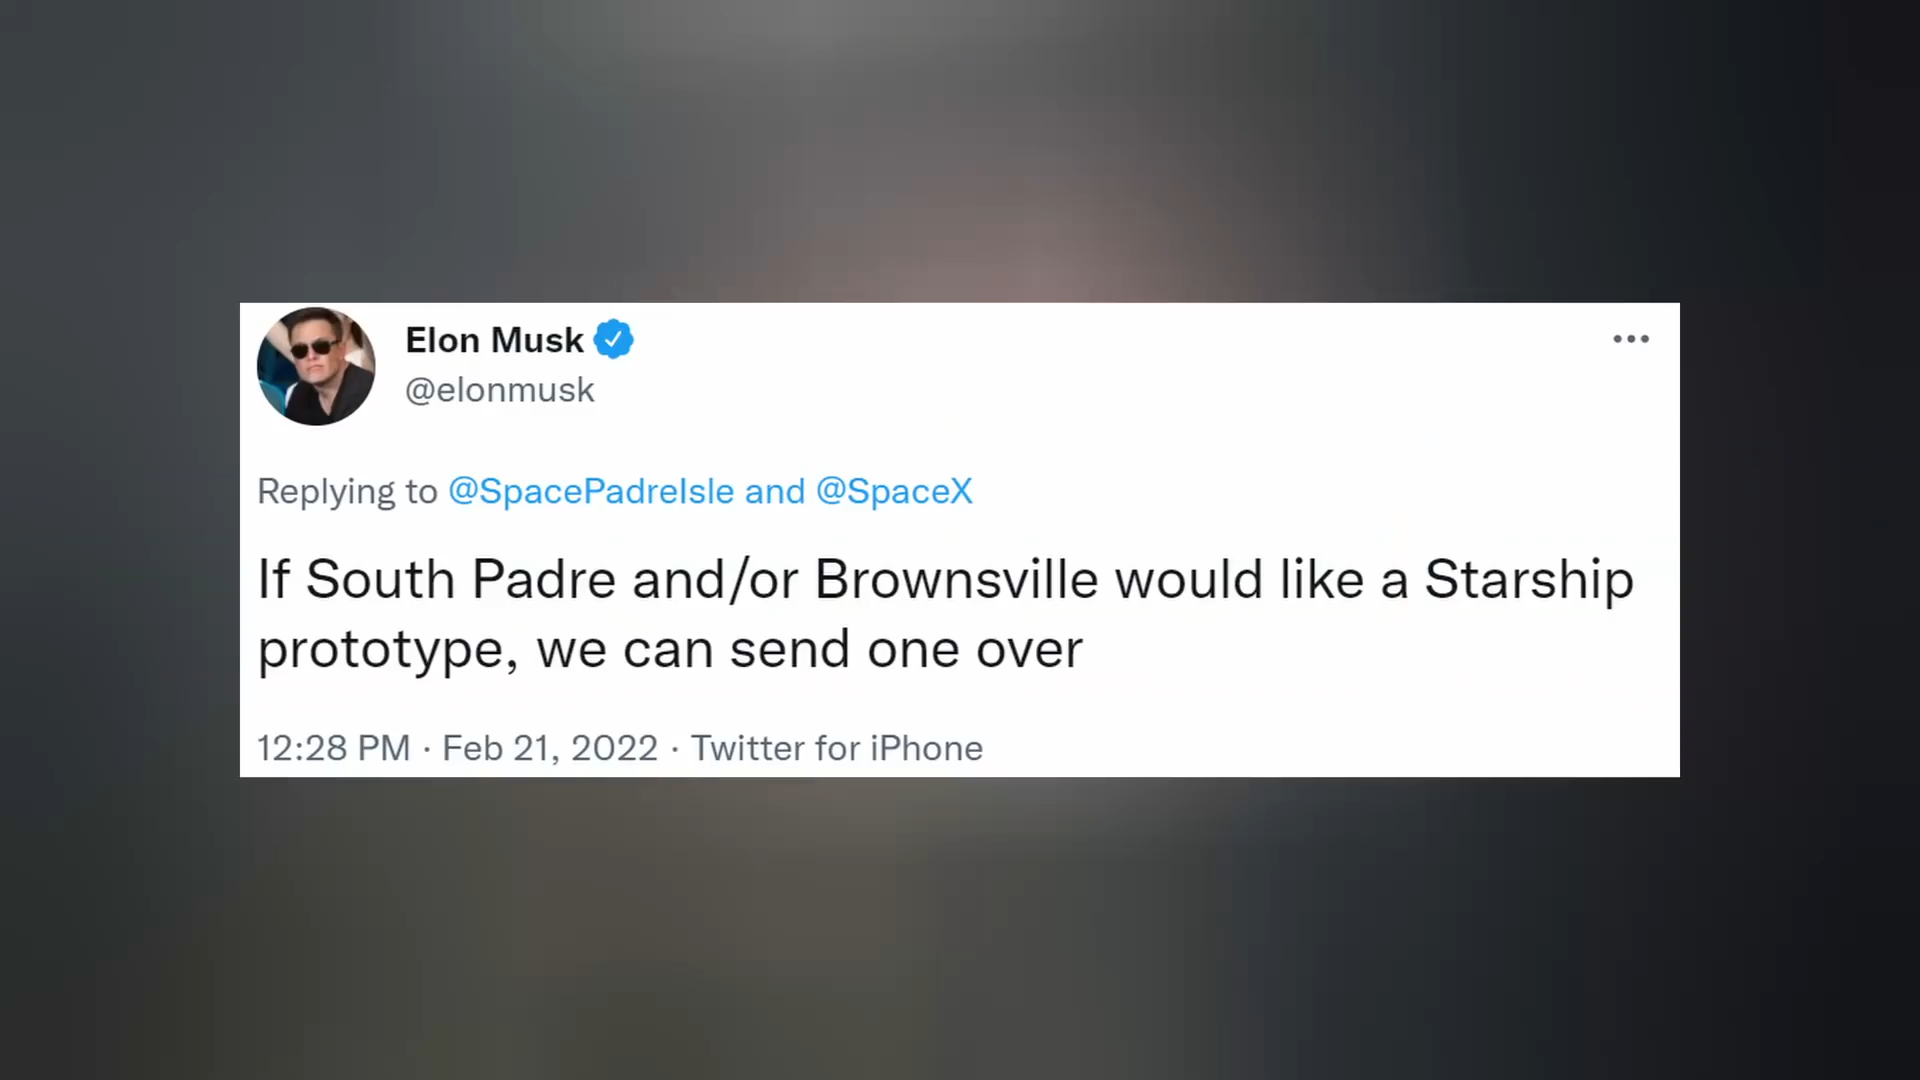 Elon Musk
@elonmusk
Replying to @SpacePadreIsle and @SpaceX
If South Padre and/or Brownsville would like a Starship
prototype, we can send one over
12:28 PM · Feb 21, 2022 · Twitter for iPhone